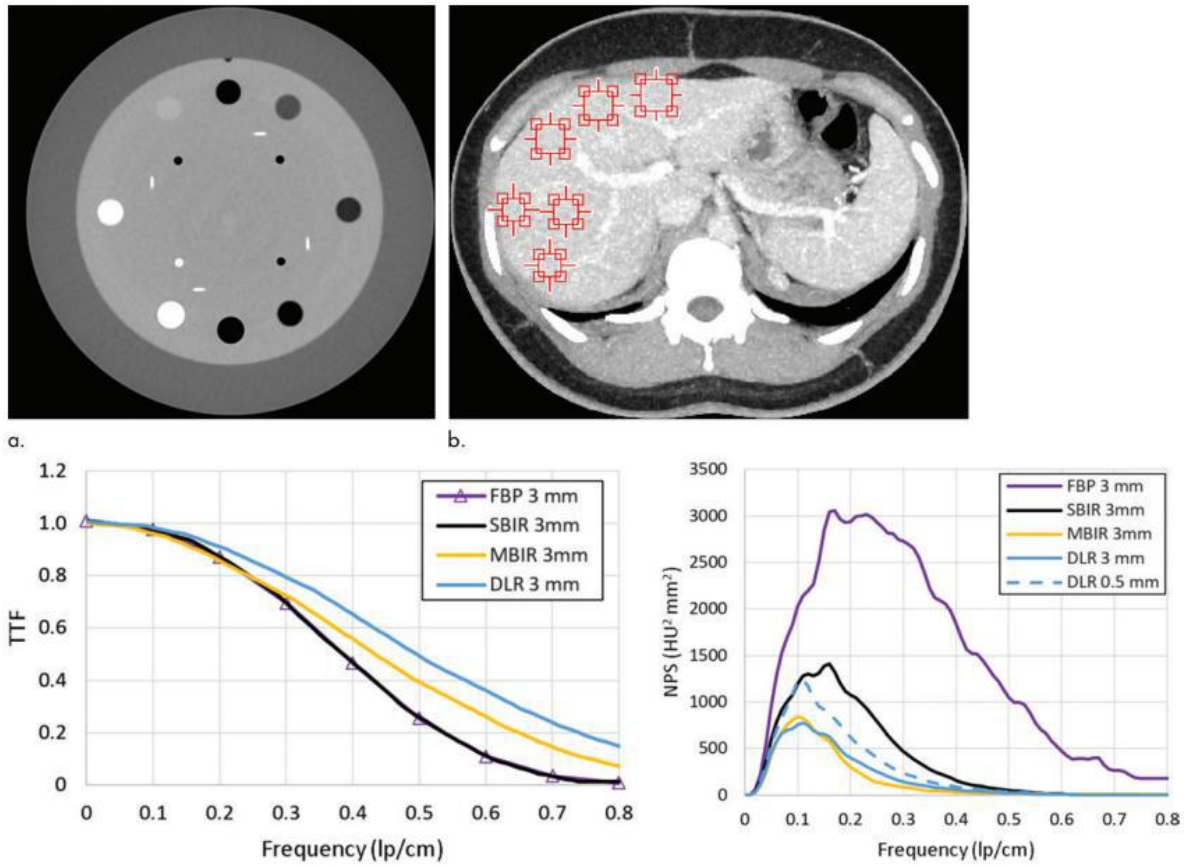 a.
b.
1.2
1.0
0.8
0.6
0.4
0.2
0
TTF
FBP 3 mm
SBIR 3mm
MBIR 3mm
DLR 3 mm
0 0.1 0.2 0.3 0.4 0.5 0.6 0.7 0.8
Frequency (lp/cm)
3500
3000
2500
2000
1500
1000
500
0
NPS (HU² mm²)
FBP 3 mm
SBIR 3mm
MBIR 3mm
DLR 3 mm
DLR 0.5 mm
0 0.1 0.2 0.3 0.4 0.5 0.6 0.7 0.8
Frequency (lp/cm)